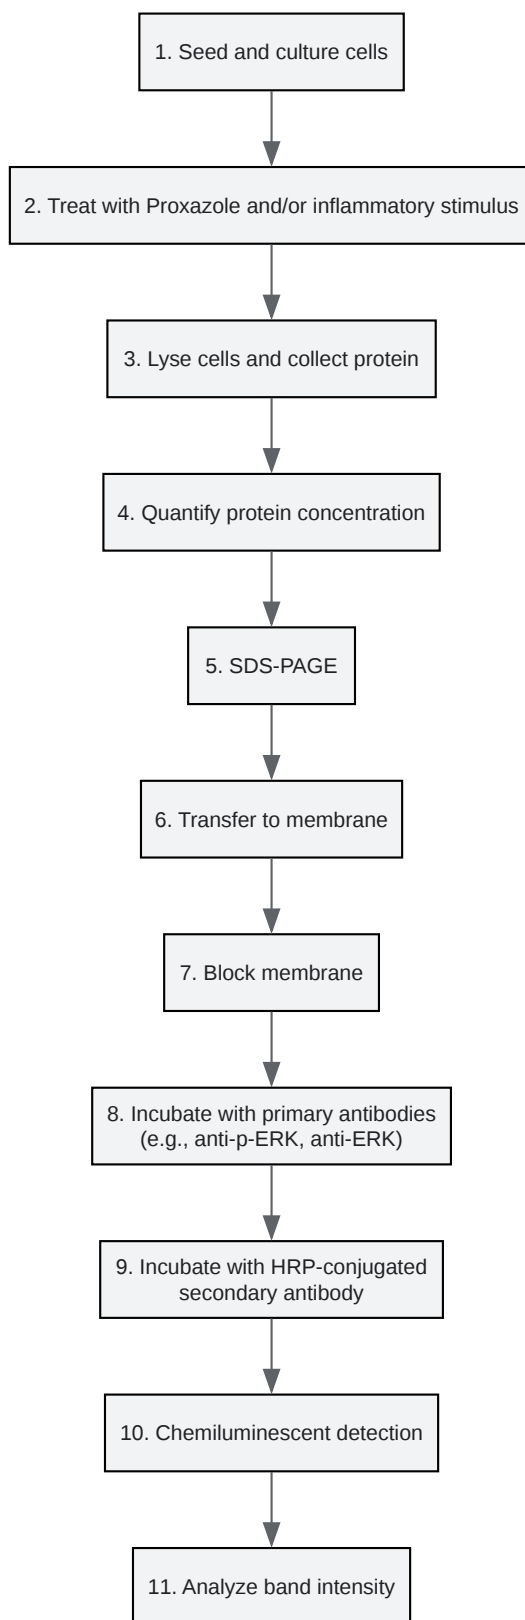 1. Seed and culture cells
2. Treat with Proxazole and/or inflammatory stimulus
3. Lyse cells and collect protein
4. Quantify protein concentration
5. SDS-PAGE
6. Transfer to membrane
7. Block membrane
8. Incubate with primary antibodies
(e.g., anti-p-ERK, anti-ERK)
9. Incubate with HRP-conjugated
secondary antibody
10. Chemiluminescent detection
11. Analyze band intensity